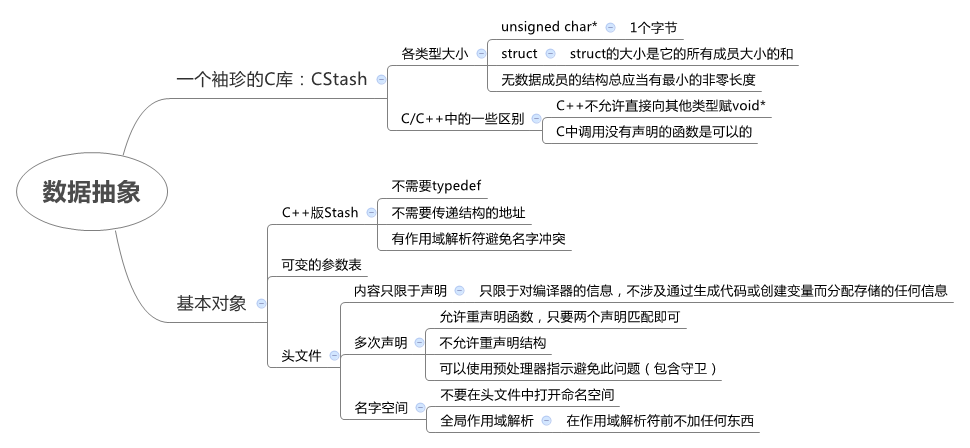 数据抽象
一个袖珍的C库：CStash
各类型大小
unsigned char*
1个字节
struct
struct的大小是它的所有成员大小的和
无数据成员的结构总应当有最小的非零长度
C/C++中的一些区别
C++不允许直接向其他类型赋void*
C中调用没有声明的函数是可以的
基本对象
C++版Stash
不需要typedef
不需要传递结构的地址
有作用域解析符避免名字冲突
可变的参数表
头文件
内容只限于声明
只限于对编译器的信息，不涉及通过生成代码或创建变量而分配存储的任何信息
多次声明
允许重声明函数，只要两个声明匹配即可
不允许重声明结构
可以使用预处理器指示避免此问题（包含守卫）
名字空间
不要在头文件中打开命名空间
全局作用域解析
在作用域解析符前不加任何东西